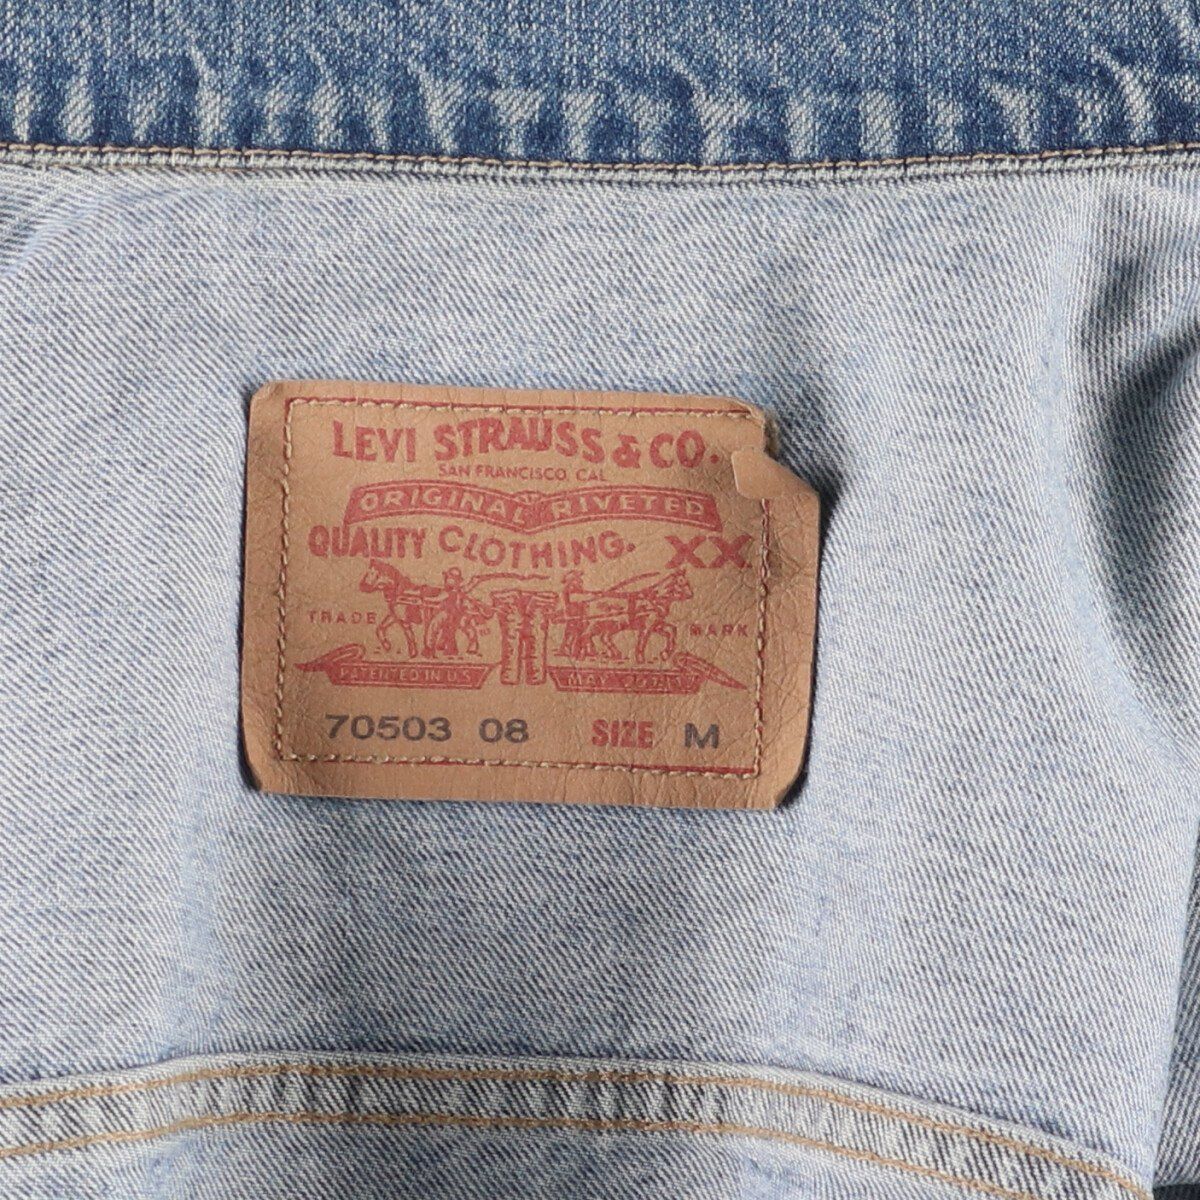 LEVI STRAUSS & CO.
SAN FRANCISCO CAL
ORIGINAL RIVETED
QUALITY CLOTHING. XX
TRADE MARK
PATENTED IN U.S. MAY 20 1873
70503 08 SIZE M